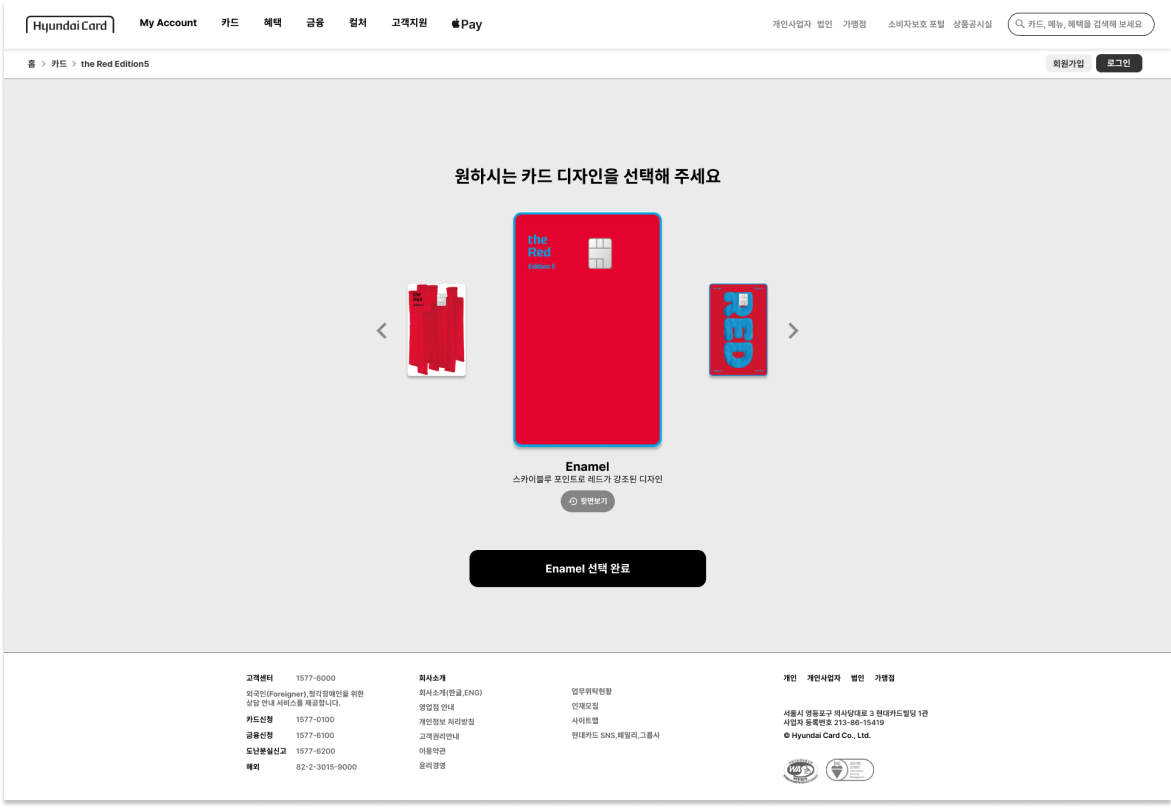 Hyundai Card
My Account 카드 혜택 금융 컬처 고객지원 Pay
개인사업자 법인 가맹점 소비자보호 포털 상품공시실
카드, 메뉴, 혜택을 검색해 보세요
홈 > 카드 > the Red Edition5
회원가입 로그인
원하시는 카드 디자인을 선택해 주세요
the
Red
the
Red
Edition 5
RED
Enamel
스카이블루 포인트로 레드가 강조된 디자인
뒷면보기
Enamel 선택 완료
고객센터 1577-6000
외국인(Foreigner),청각장애인을 위한
상담 안내 서비스를 제공합니다.
카드신청 1577-0100
금융신청 1577-6100
도난분실신고 1577-6200
해외 82-2-3015-9000
회사소개
회사소개(한글,ENG)
영업점 안내
개인정보 처리방침
고객권리안내
이용약관
윤리경영
업무위탁현황
인재모집
사이트맵
현대카드 SNS,패밀리,그룹사
개인 개인사업자 법인 가맹점
서울시 영등포구 의사당대로 3 현대카드빌딩 1관
사업자 등록번호 213-86-15419
© Hyundai Card Co., Ltd.
WA